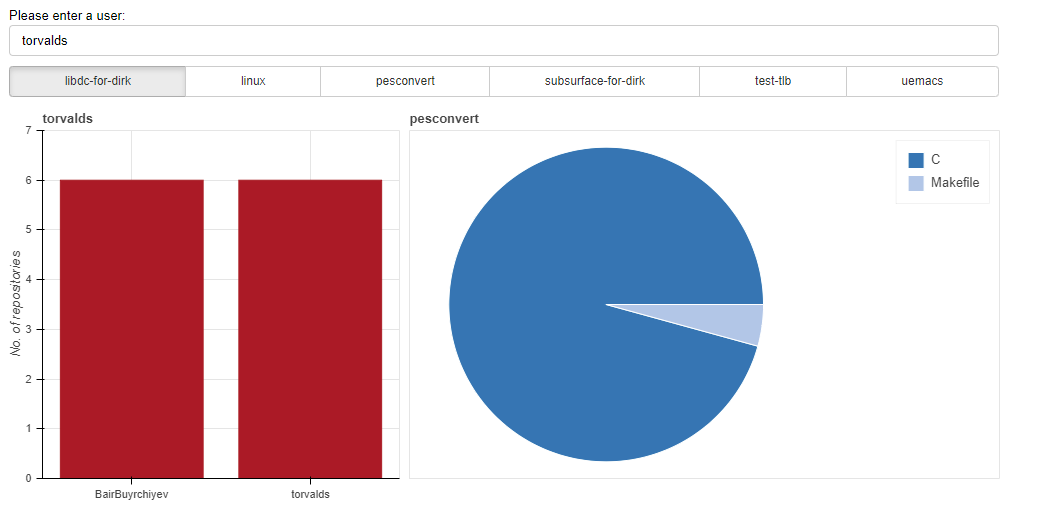 Please enter a user:
torvalds
libdc-for-dirk linux pesconvert subsurface-for-dirk test-tlb uemacs
torvalds
7
6
5
4
3
2
1
0
No. of repositories
BairBuyrchiyev torvalds
pesconvert
C
Makefile